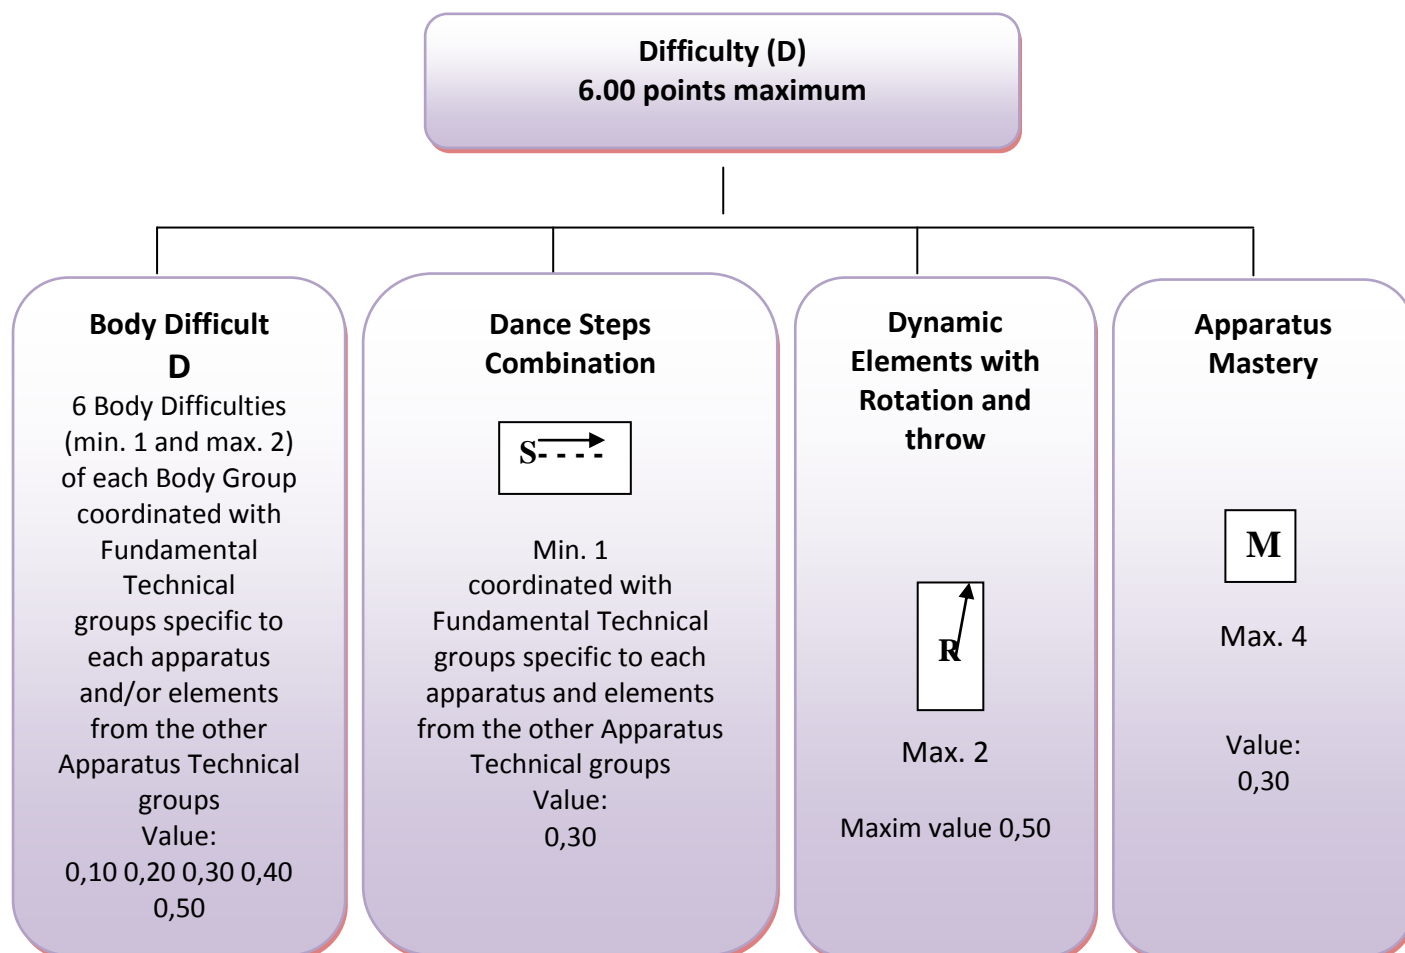 Difficulty (D)
6.00 points maximum
Body Difficult
D
6 Body Difficulties
(min. 1 and max. 2)
of each Body Group
coordinated with
Fundamental
Technical
groups specific to
each apparatus
and/or elements
from the other
Apparatus Technical
groups
Value:
0,10 0,20 0,30 0,40
0,50
Dance Steps
Combination
S- - - -
Min. 1
coordinated with
Fundamental Technical
groups specific to each
apparatus and elements
from the other Apparatus
Technical groups
Value:
0,30
Dynamic
Elements with
Rotation and
throw
R
Max. 2
Maxim value 0,50
Apparatus
Mastery
M
Max. 4
Value:
0,30